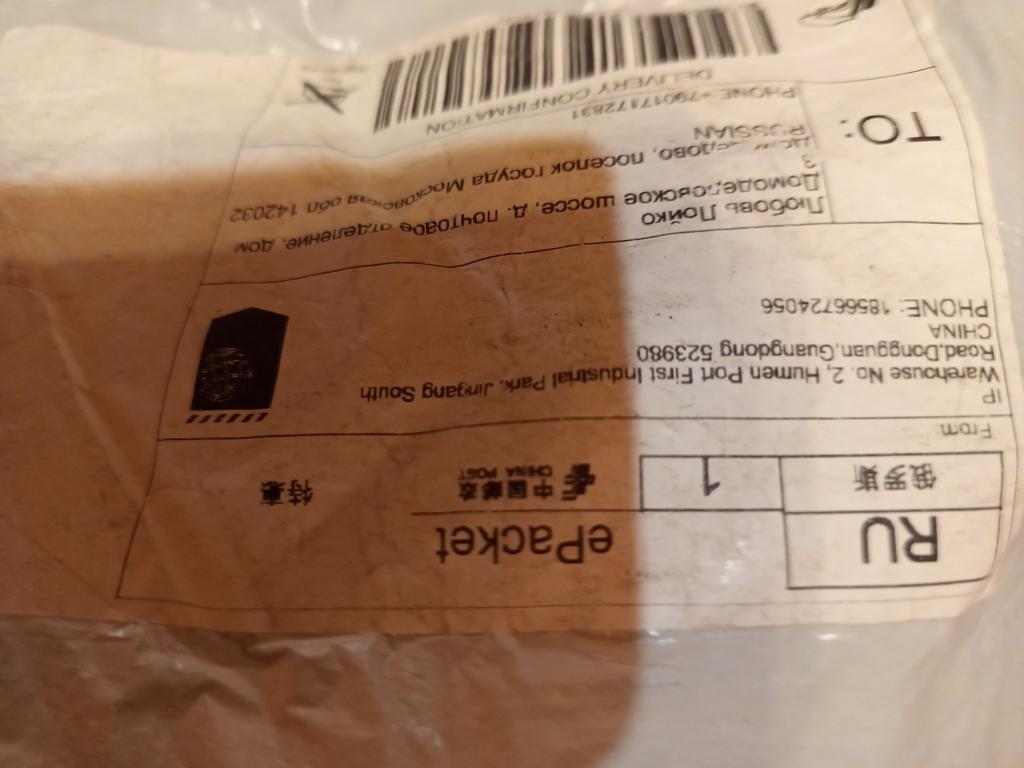 RU
ePacket
俄罗斯
1
中国邮政
CHINA POST
特惠
From:
IP
Warehouse No. 2, Humen Port First Industrial Park, Jingang South
Road,Dongguan,Guangdong 523980
CHINA
PHONE: 18566724056
TO:
Любовь Лойко
Домодедовское шоссе, д. почтовое отделение, дом
3
поселок госуда Московская обл 142032
RUSSIAN
PHONE +79017172831
DELIVERY CONFIRMATION